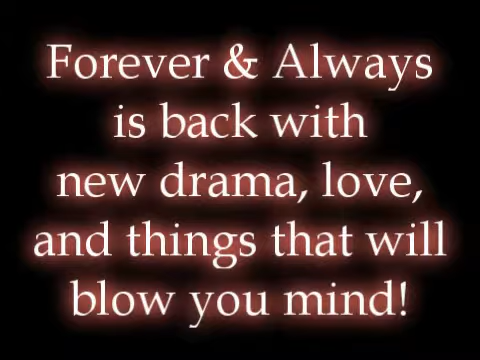 Forever & Always
is back with
new drama, love,
and things that will
blow you mind!